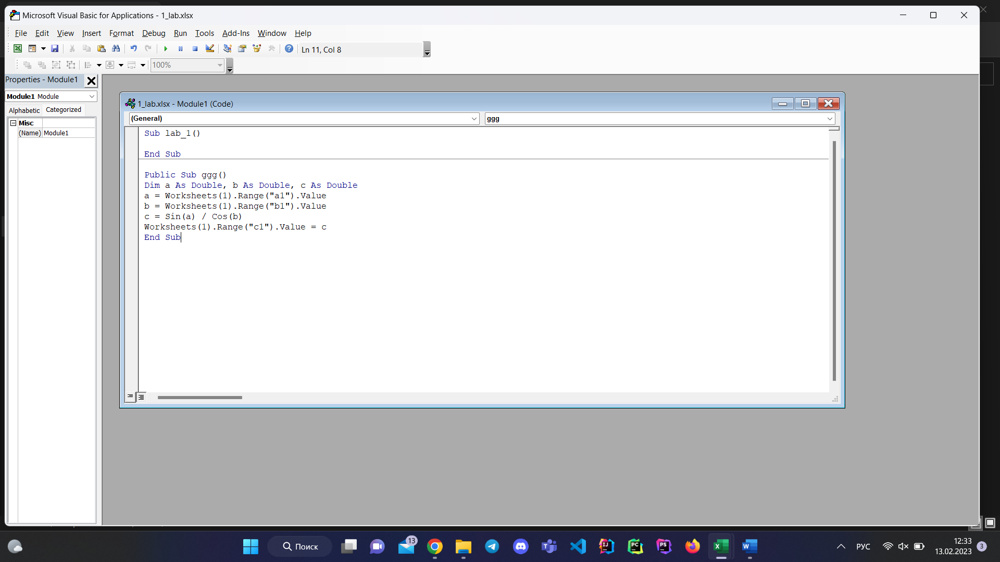 Microsoft Visual Basic for Applications - 1_lab.xlsx
File Edit View Insert Format Debug Run Tools Add-Ins Window Help
Ln 11, Col 8
100%
Properties - Module1
Module1 Module
Alphabetic Categorized
Misc
(Name) Module1
1_lab.xlsx - Module1 (Code)
(General) ggg
Sub lab_1()
End Sub
Public Sub ggg()
Dim a As Double, b As Double, c As Double
a = Worksheets(1).Range("a1").Value
b = Worksheets(1).Range("b1").Value
c = Sin(a) / Cos(b)
Worksheets(1).Range("c1").Value = c
End Sub
Поиск
13
РУС
12:33
13.02.2023
3